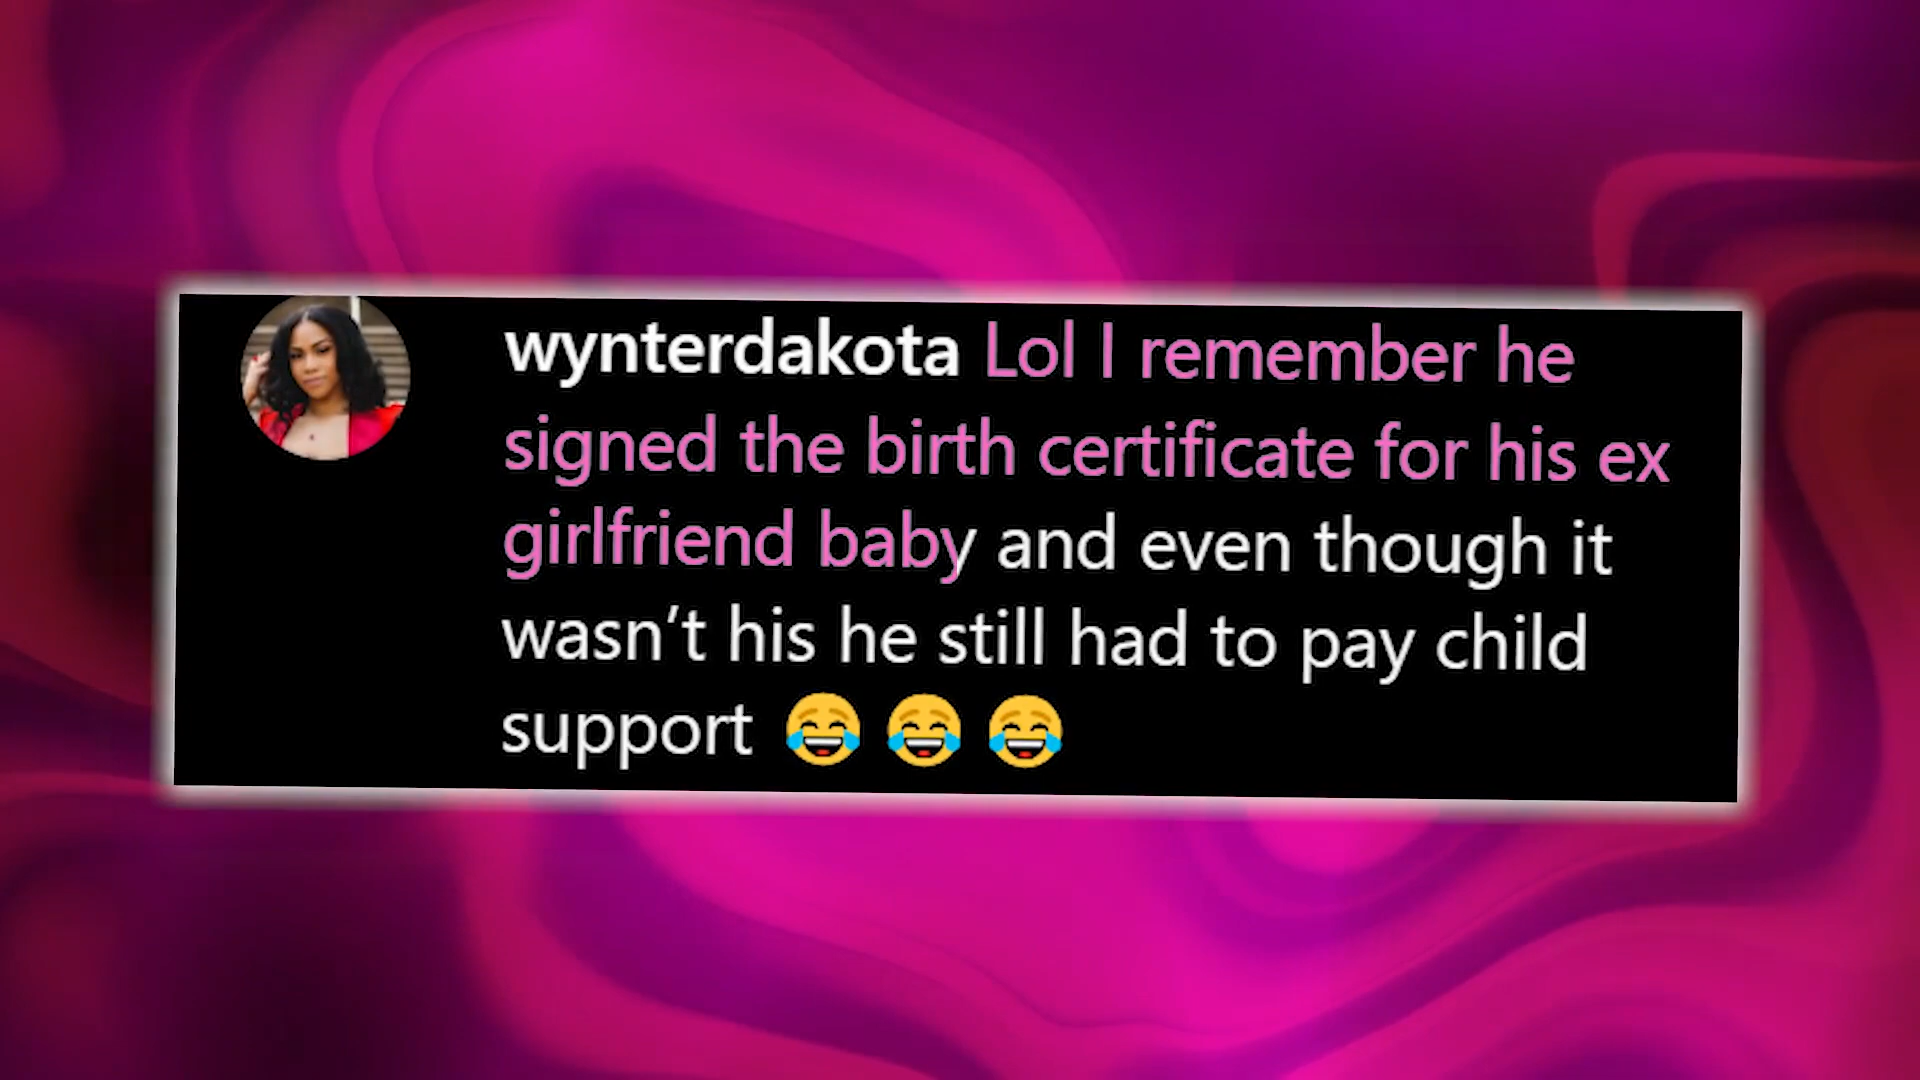 wynterdakota Lol I remember he
signed the birth certificate for his ex
girlfriend baby and even though it
wasn’t his he still had to pay child
support 😂 😂 😂